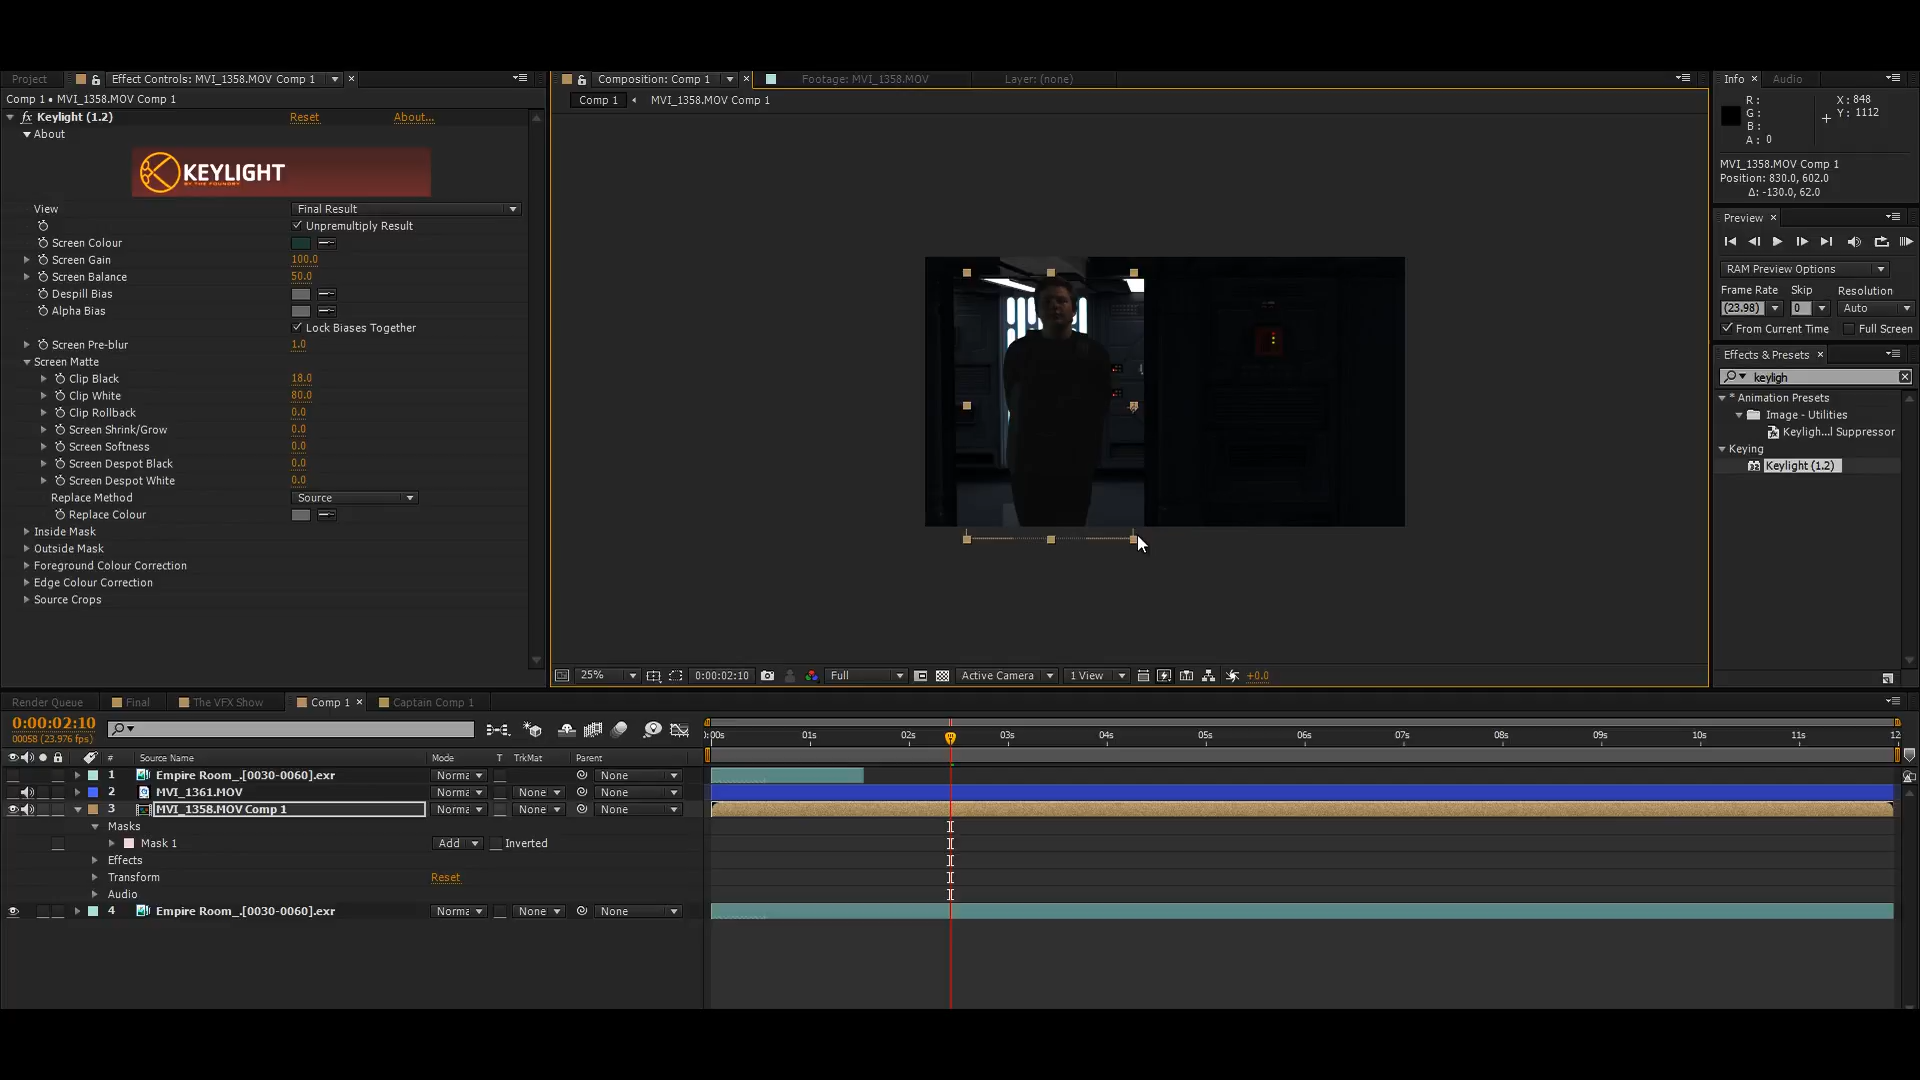 Project
Effect Controls: MVI_1358.MOV Comp 1
Composition: Comp 1
Footage: MVI_1358.MOV
Layer: (none)
Info
Audio
Comp 1 • MVI_1358.MOV Comp 1
Comp 1
MVI_1358.MOV Comp 1
R:
G:
B:
A: 0
X: 848
Y: 1112
fx Keylight (1.2)
Reset
About...
About
KEYLIGHT
BY THE FOUNDRY
MVI_1358.MOV Comp 1
Position: 830.0, 602.0
Δ: -130.0, 62.0
View
Final Result
Unpremultiply Result
Screen Colour
Screen Gain
100.0
Screen Balance
50.0
Despill Bias
Alpha Bias
Lock Biases Together
Screen Pre-blur
1.0
Screen Matte
Clip Black
18.0
Clip White
80.0
Clip Rollback
0.0
Screen Shrink/Grow
0.0
Screen Softness
0.0
Screen Despot Black
0.0
Screen Despot White
0.0
Replace Method
Source
Replace Colour
Inside Mask
Outside Mask
Foreground Colour Correction
Edge Colour Correction
Source Crops
Preview
RAM Preview Options
Frame Rate
Skip
Resolution
(23.98)
0
Auto
From Current Time
Full Screen
Effects & Presets
keyligh
* Animation Presets
Image - Utilities
Keyligh...l Suppressor
Keying
Keylight (1.2)
25%
0:00:02:10
Full
Active Camera
1 View
+0.0
Render Queue
Final
The VFX Show
Comp 1
Captain Comp 1
0:00:02:10
00058 (23.976 fps)
#
Source Name
Mode
T
TrkMat
Parent
:00s
01s
02s
03s
04s
05s
06s
07s
08s
09s
10s
11s
12
1
Empire Room_.[0030-0060].exr
Norma
None
2
MVI_1361.MOV
Norma
None
None
3
MVI_1358.MOV Comp 1
Norma
None
None
Masks
Mask 1
Add
Inverted
Effects
Transform
Reset
Audio
4
Empire Room_.[0030-0060].exr
Norma
None
None